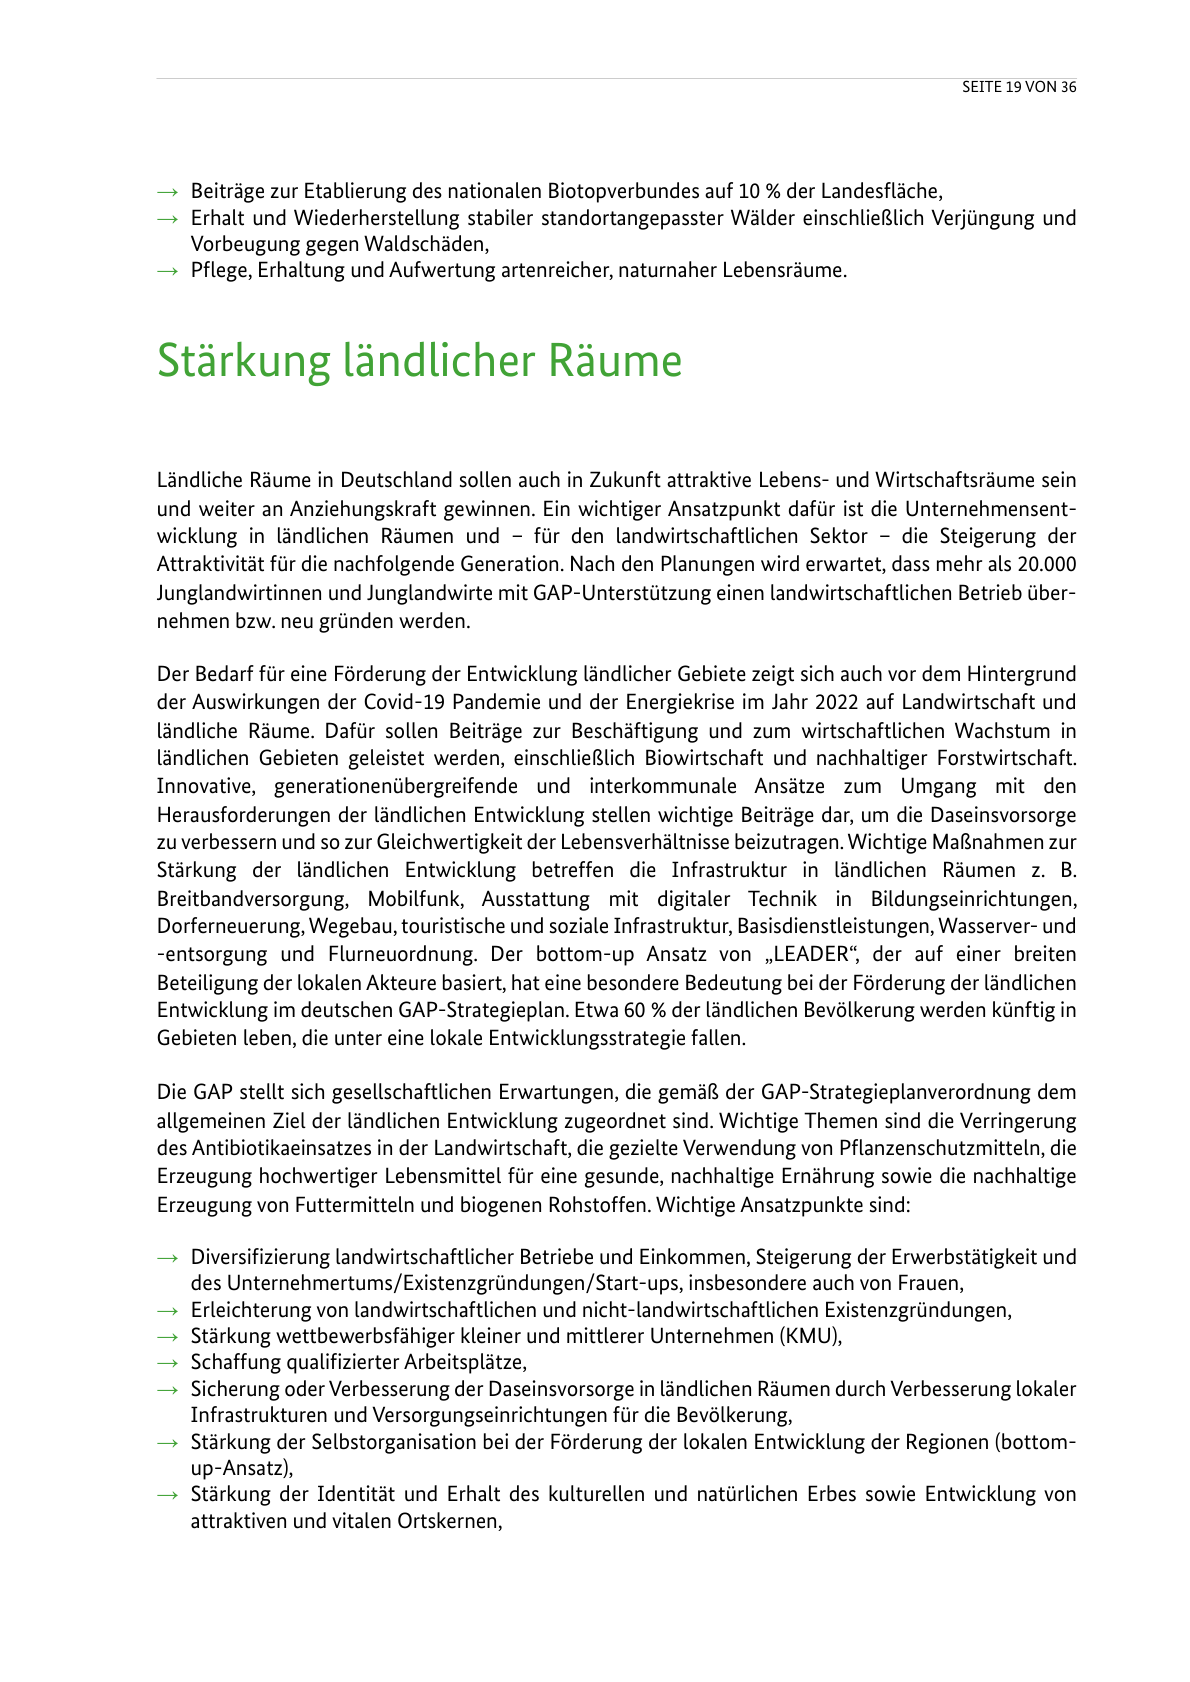 SEITE 19 VON 36
→ Beiträge zur Etablierung des nationalen Biotopverbundes auf 10 % der Landesfläche,
→ Erhalt und Wiederherstellung stabiler standortangepasster Wälder einschließlich Verjüngung und
Vorbeugung gegen Waldschäden,
→ Pflege, Erhaltung und Aufwertung artenreicher, naturnaher Lebensräume.
Stärkung ländlicher Räume
Ländliche Räume in Deutschland sollen auch in Zukunft attraktive Lebens- und Wirtschaftsräume sein
und weiter an Anziehungskraft gewinnen. Ein wichtiger Ansatzpunkt dafür ist die Unternehmensent-
wicklung in ländlichen Räumen und – für den landwirtschaftlichen Sektor – die Steigerung der
Attraktivität für die nachfolgende Generation. Nach den Planungen wird erwartet, dass mehr als 20.000
Junglandwirtinnen und Junglandwirte mit GAP-Unterstützung einen landwirtschaftlichen Betrieb über-
nehmen bzw. neu gründen werden.
Der Bedarf für eine Förderung der Entwicklung ländlicher Gebiete zeigt sich auch vor dem Hintergrund
der Auswirkungen der Covid-19 Pandemie und der Energiekrise im Jahr 2022 auf Landwirtschaft und
ländliche Räume. Dafür sollen Beiträge zur Beschäftigung und zum wirtschaftlichen Wachstum in
ländlichen Gebieten geleistet werden, einschließlich Biowirtschaft und nachhaltiger Forstwirtschaft.
Innovative, generationenübergreifende und interkommunale Ansätze zum Umgang mit den
Herausforderungen der ländlichen Entwicklung stellen wichtige Beiträge dar, um die Daseinsvorsorge
zu verbessern und so zur Gleichwertigkeit der Lebensverhältnisse beizutragen. Wichtige Maßnahmen zur
Stärkung der ländlichen Entwicklung betreffen die Infrastruktur in ländlichen Räumen z. B.
Breitbandversorgung, Mobilfunk, Ausstattung mit digitaler Technik in Bildungseinrichtungen,
Dorferneuerung, Wegebau, touristische und soziale Infrastruktur, Basisdienstleistungen, Wasserver- und
-entsorgung und Flurneuordnung. Der bottom-up Ansatz von „LEADER“, der auf einer breiten
Beteiligung der lokalen Akteure basiert, hat eine besondere Bedeutung bei der Förderung der ländlichen
Entwicklung im deutschen GAP-Strategieplan. Etwa 60 % der ländlichen Bevölkerung werden künftig in
Gebieten leben, die unter eine lokale Entwicklungsstrategie fallen.
Die GAP stellt sich gesellschaftlichen Erwartungen, die gemäß der GAP-Strategieplanverordnung dem
allgemeinen Ziel der ländlichen Entwicklung zugeordnet sind. Wichtige Themen sind die Verringerung
des Antibiotikaeinsatzes in der Landwirtschaft, die gezielte Verwendung von Pflanzenschutzmitteln, die
Erzeugung hochwertiger Lebensmittel für eine gesunde, nachhaltige Ernährung sowie die nachhaltige
Erzeugung von Futtermitteln und biogenen Rohstoffen. Wichtige Ansatzpunkte sind:
→ Diversifizierung landwirtschaftlicher Betriebe und Einkommen, Steigerung der Erwerbstätigkeit und
des Unternehmertums/Existenzgründungen/Start-ups, insbesondere auch von Frauen,
→ Erleichterung von landwirtschaftlichen und nicht-landwirtschaftlichen Existenzgründungen,
→ Stärkung wettbewerbsfähiger kleiner und mittlerer Unternehmen (KMU),
→ Schaffung qualifizierter Arbeitsplätze,
→ Sicherung oder Verbesserung der Daseinsvorsorge in ländlichen Räumen durch Verbesserung lokaler
Infrastrukturen und Versorgungseinrichtungen für die Bevölkerung,
→ Stärkung der Selbstorganisation bei der Förderung der lokalen Entwicklung der Regionen (bottom-
up-Ansatz),
→ Stärkung der Identität und Erhalt des kulturellen und natürlichen Erbes sowie Entwicklung von
attraktiven und vitalen Ortskernen,